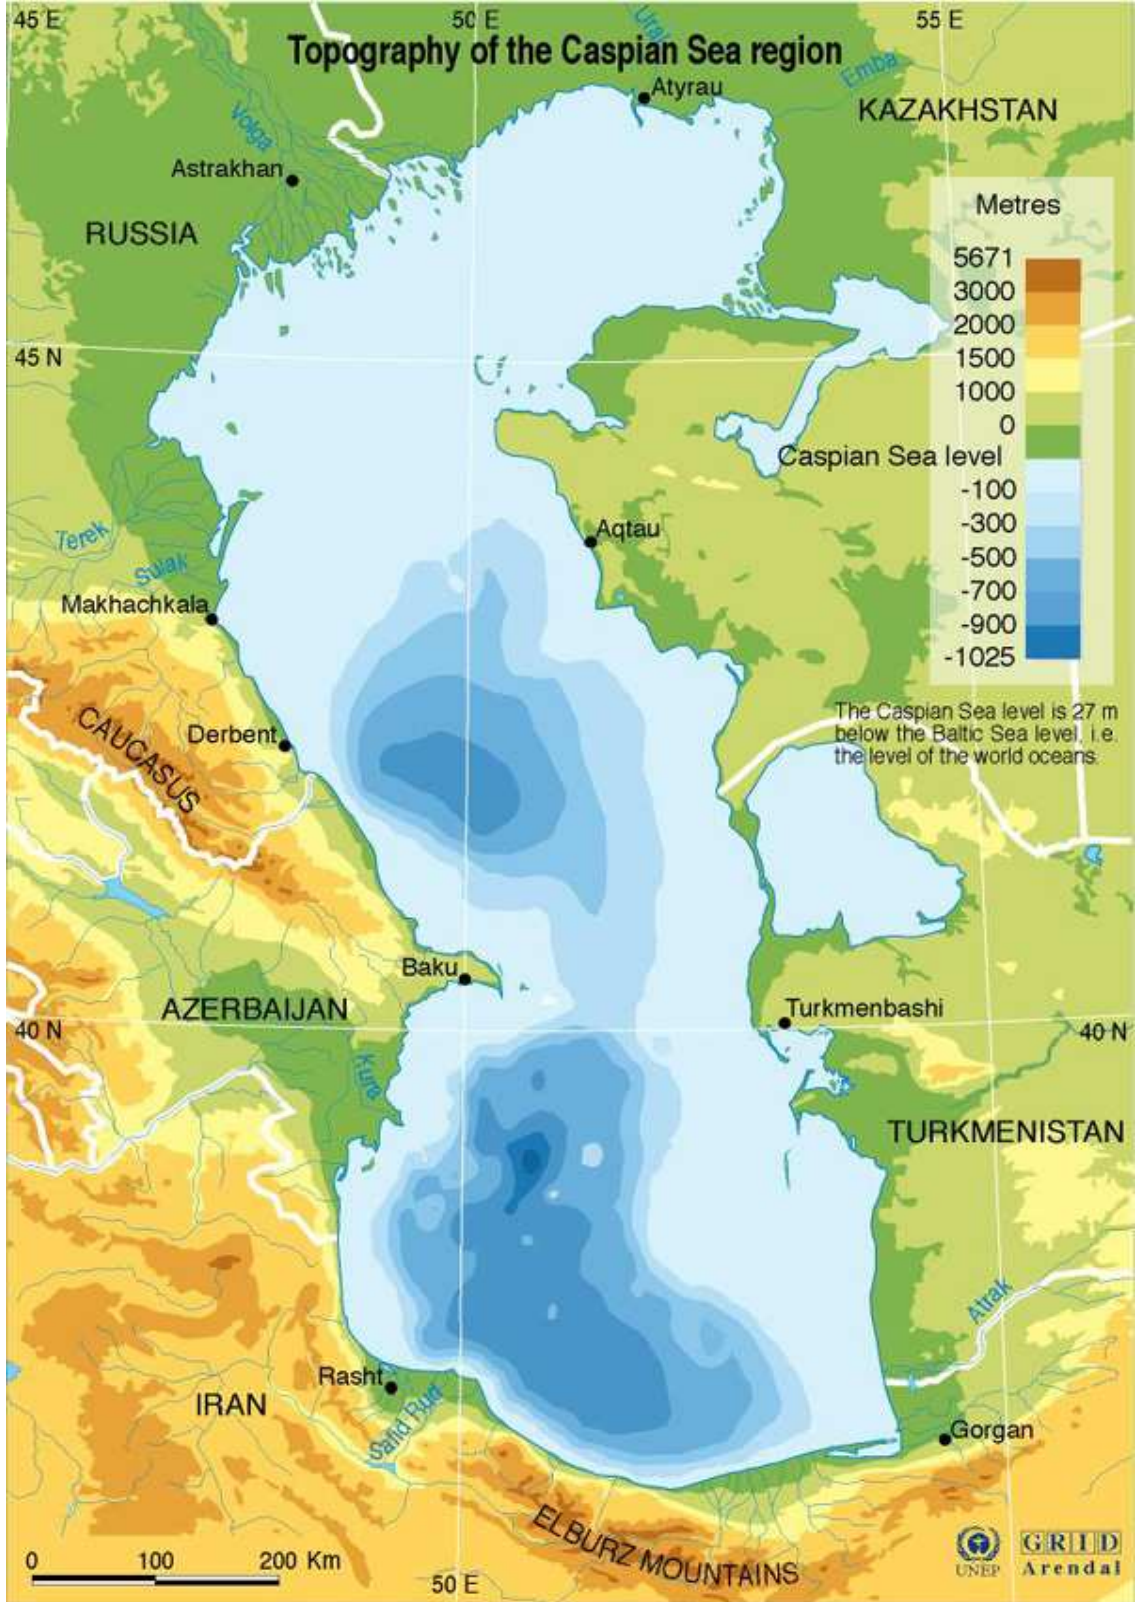 45 E
50 E
55 E
Topography of the Caspian Sea region
Ural
Emba
Atyrau
KAZAKHSTAN
Volga
Astrakhan
RUSSIA
Metres
5671
3000
2000
1500
1000
0
Caspian Sea level
-100
-300
-500
-700
-900
-1025
45 N
Aqtau
Terek
Sulak
Makhachkala
The Caspian Sea level is 27 m
below the Baltic Sea level, i.e.
the level of the world oceans.
CAUCASUS
Derbent
Baku
AZERBAIJAN
Turkmenbashi
40 N
40 N
Kura
TURKMENISTAN
Atrak
Rasht
IRAN
Safid Rud
Gorgan
ELBURZ MOUNTAINS
0 100 200 Km
50 E
UNEP
GRID
Arendal